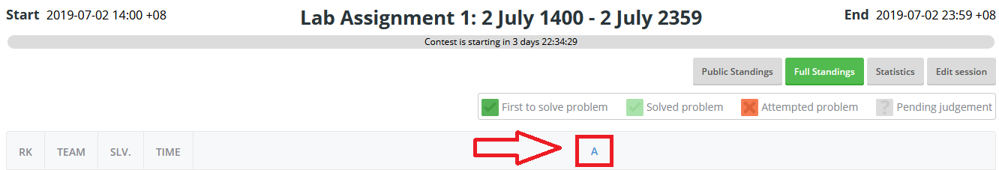 Start 2019-07-02 14:00 +08
Lab Assignment 1: 2 July 1400 - 2 July 2359
End 2019-07-02 23:59 +08
Contest is starting in 3 days 22:34:29
Public Standings Full Standings Statistics Edit session
First to solve problem Solved problem Attempted problem ? Pending judgement
RK TEAM SLV. TIME A